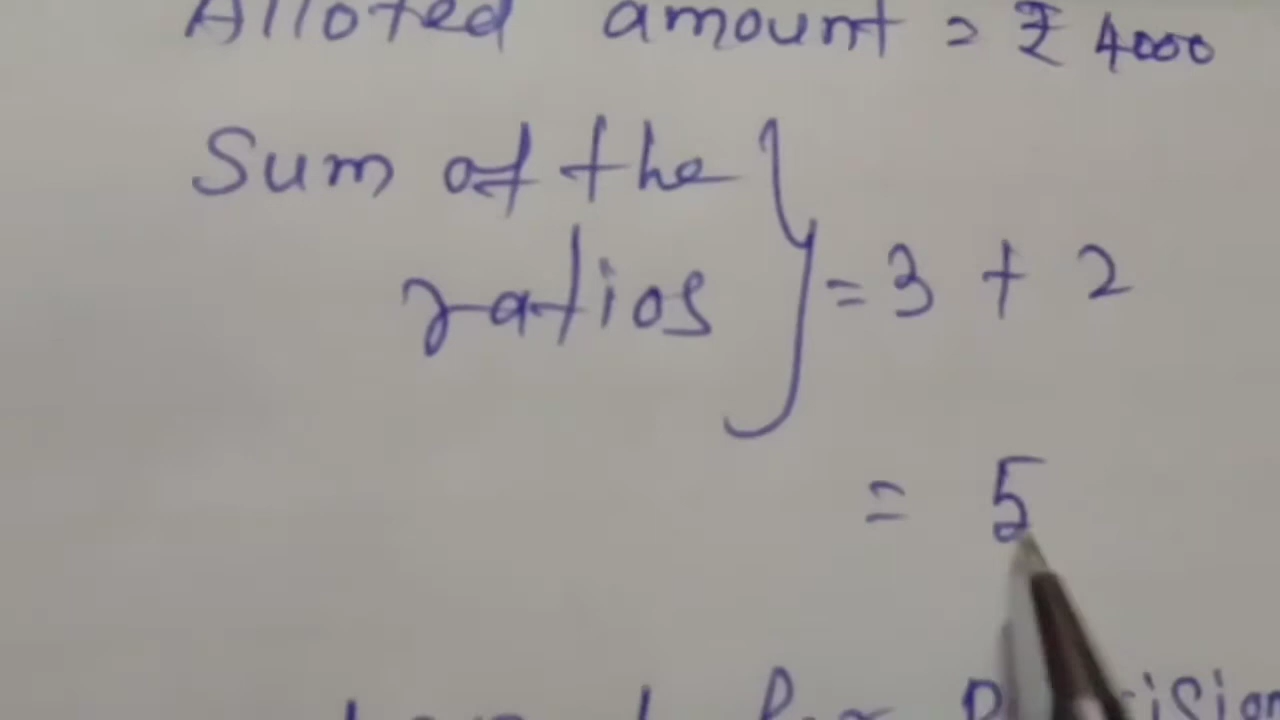 Alloted amount = ₹ 4000
Sum of the
ratios } = 3 + 2
= 5